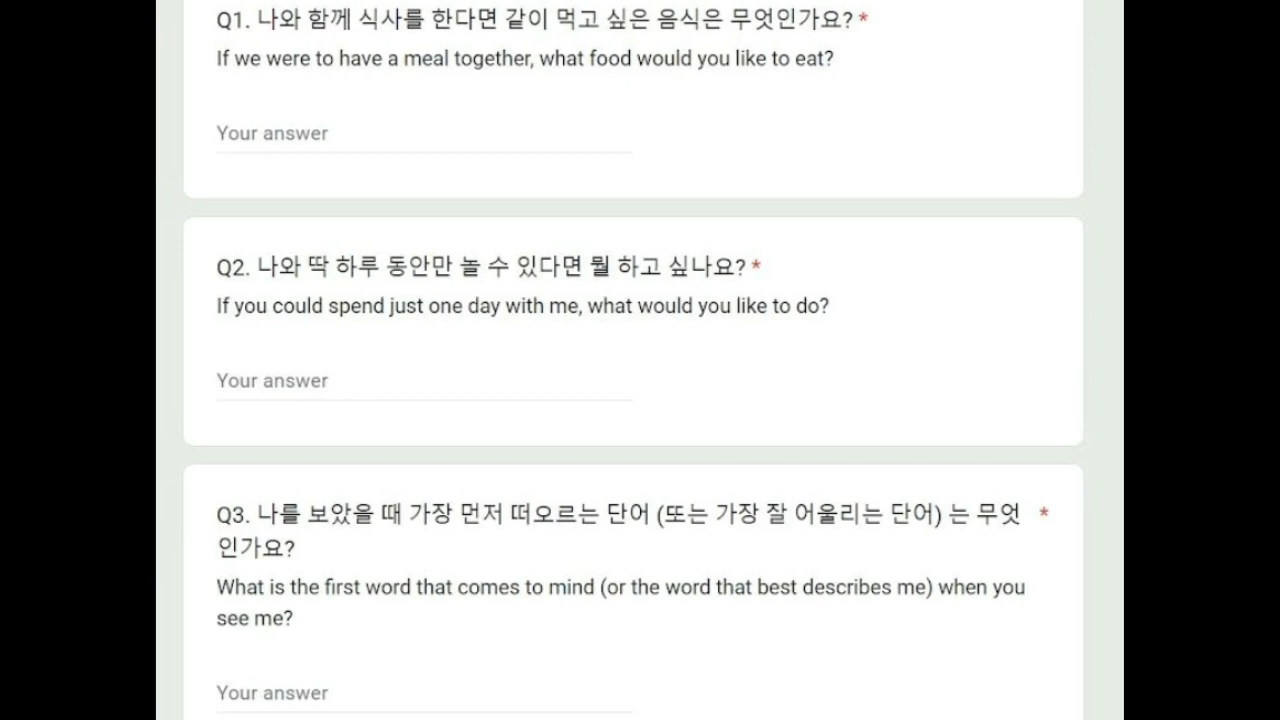 Q1. 나와 함께 식사를 한다면 같이 먹고 싶은 음식은 무엇인가요? *
If we were to have a meal together, what food would you like to eat?
Your answer
Q2. 나와 딱 하루 동안만 놀 수 있다면 뭘 하고 싶나요? *
If you could spend just one day with me, what would you like to do?
Your answer
Q3. 나를 보았을 때 가장 먼저 떠오르는 단어 (또는 가장 잘 어울리는 단어) 는 무엇 *
인가요?
What is the first word that comes to mind (or the word that best describes me) when you
see me?
Your answer